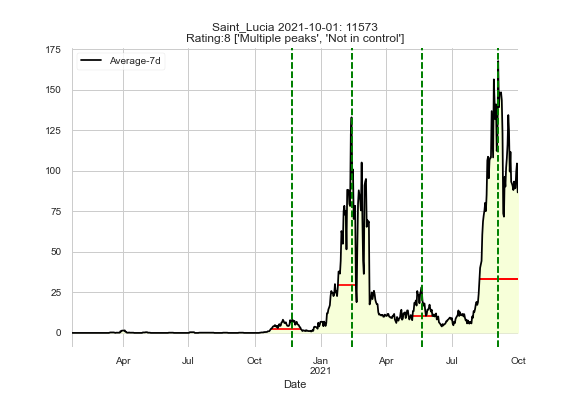 Saint_Lucia 2021-10-01: 11573
Rating:8 ['Multiple peaks', 'Not in control']
Average-7d
175
150
125
100
75
50
25
0
Apr Jul Oct Jan Apr Jul Oct
2021
Date